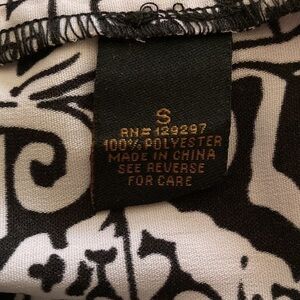 S
RN# 129297
100% POLYESTER
MADE IN CHINA
SEE REVERSE
FOR CARE